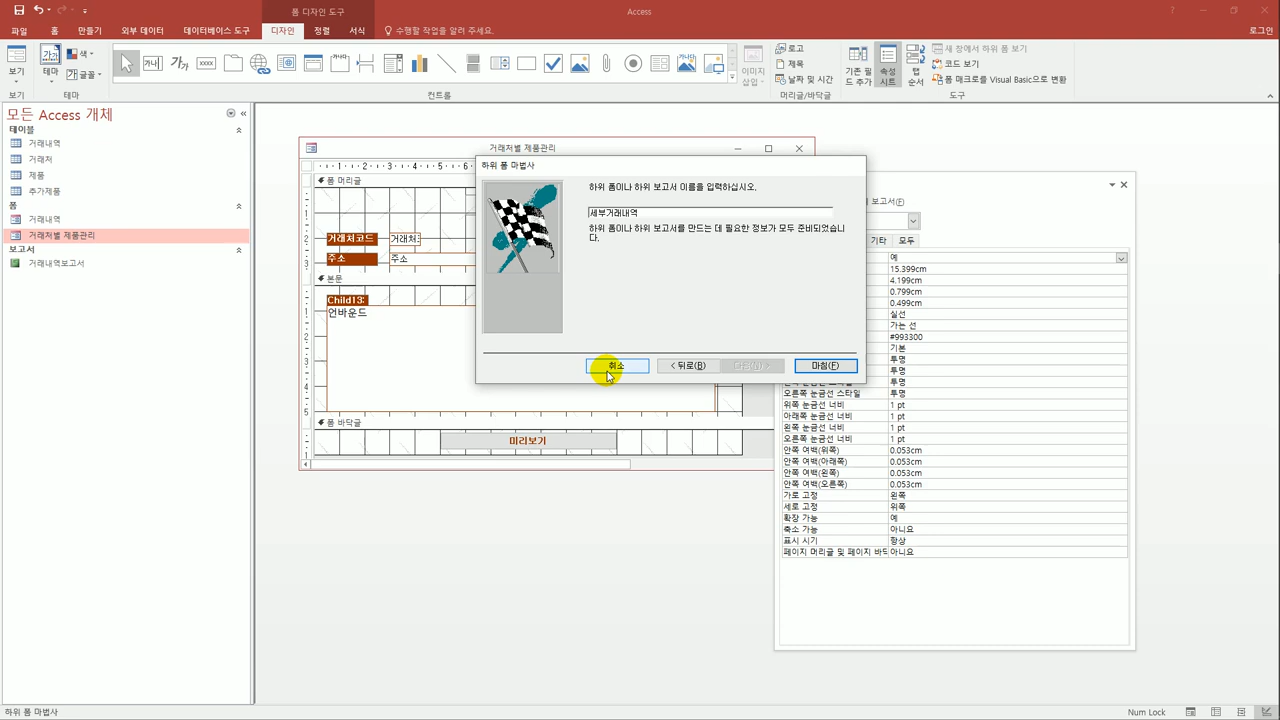 폼 디자인 도구
Access
파일
홈
만들기
외부 데이터
데이터베이스 도구
디자인
정렬
서식
수행할 작업을 알려 주세요.
로그인
보기
테마
색
글꼴
이미지
삽입
로고
제목
날짜 및 시간
기존 필
드 추가
속성
시트
탭
순서
새 창에서 하위 폼 보기
코드 보기
폼 매크로를 Visual Basic으로 변환
보기
테마
컨트롤
머리글/바닥글
도구
모든 Access 개체
테이블
거래내역
거래처
제품
추가제품
폼
거래내역
거래처별 제품관리
보고서
거래내역보고서
거래처별 제품관리
폼 머리글
거래처코드
주소
주소
본문
Child13:
언바운드
폼 바닥글
미리보기
하위 폼 마법사
하위 폼이나 하위 보고서 이름을 입력하십시오.
세부거래내역
하위 폼이나 하위 보고서를 만드는 데 필요한 정보가 모두 준비되었습니
다.
취소
< 뒤로(B)
마침(F)
보고서(F)
기타
모두
예
15.399cm
4.199cm
0.799cm
0.499cm
실선
가는 선
#993300
기본
투명
투명
투명
오른쪽 눈금선 스타일 투명
위쪽 눈금선 너비 1 pt
아래쪽 눈금선 너비 1 pt
왼쪽 눈금선 너비 1 pt
오른쪽 눈금선 너비 1 pt
안쪽 여백(위쪽) 0.053cm
안쪽 여백(아래쪽) 0.053cm
안쪽 여백(왼쪽) 0.053cm
안쪽 여백(오른쪽) 0.053cm
가로 고정 왼쪽
세로 고정 위쪽
확장 가능 예
축소 가능 아니요
표시 시기 항상
페이지 머리글 및 페이지 바닥 아니요
하위 폼 마법사
Num Lock